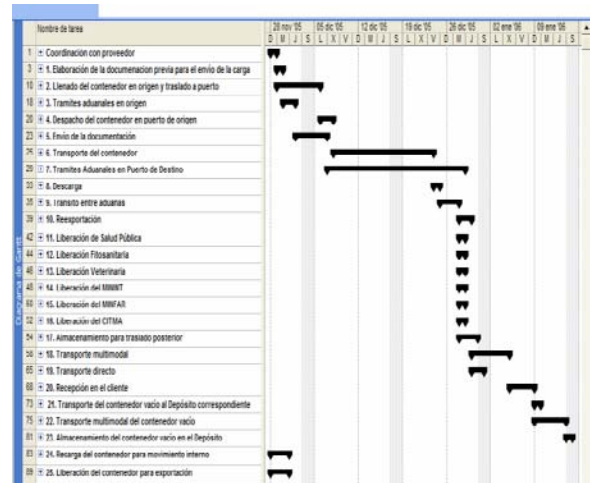 Nombre de tarea
28 nov '05 05 dic '05 12 dic '05 19 dic '05 26 dic '05 02 ene '06 09 ene '06
D M J S L X V D M J S L X V D M J S L X V D M J S
1 Coordinacion con proveedor
3 1. Elaboración de la documenacion previa para el envio de la carga
10 2. Llenado del contenedor en origen y traslado a puerto
18 3. Tramites aduanales en origen
20 4. Despacho del contenedor en puerto de origen
23 5. Envio de la documentación
25 6. Transporte del contenedor
7. Tramites Aduanales en Puerto de Destino
33 8. Descarga
35 9. Transito entre aduanas
39 10. Reexportación
42 11. Liberación de Salud Pública
44 12. Liberación Fitosanitaria
46 13. Liberación Veterinaria
48 14. Liberación del MININT
50 15. Liberación del MINFAR
52 16. Liberación del CITMA
54 17. Almacenamiento para traslado posterior
58 18. Transporte multimodal
65 19. Transporte directo
68 20. Recepción en el cliente
73 21. Transporte del contenedor vacio al Depósito correspondiente
75 22. Transporte multimodal del contenedor vacio
81 23. Almacenamiento del contenedor vacio en el Depósito
83 24. Recarga del contenedor para movimiento interno
89 25. Liberación del contenedor para exportación
Diagrama de Gantt